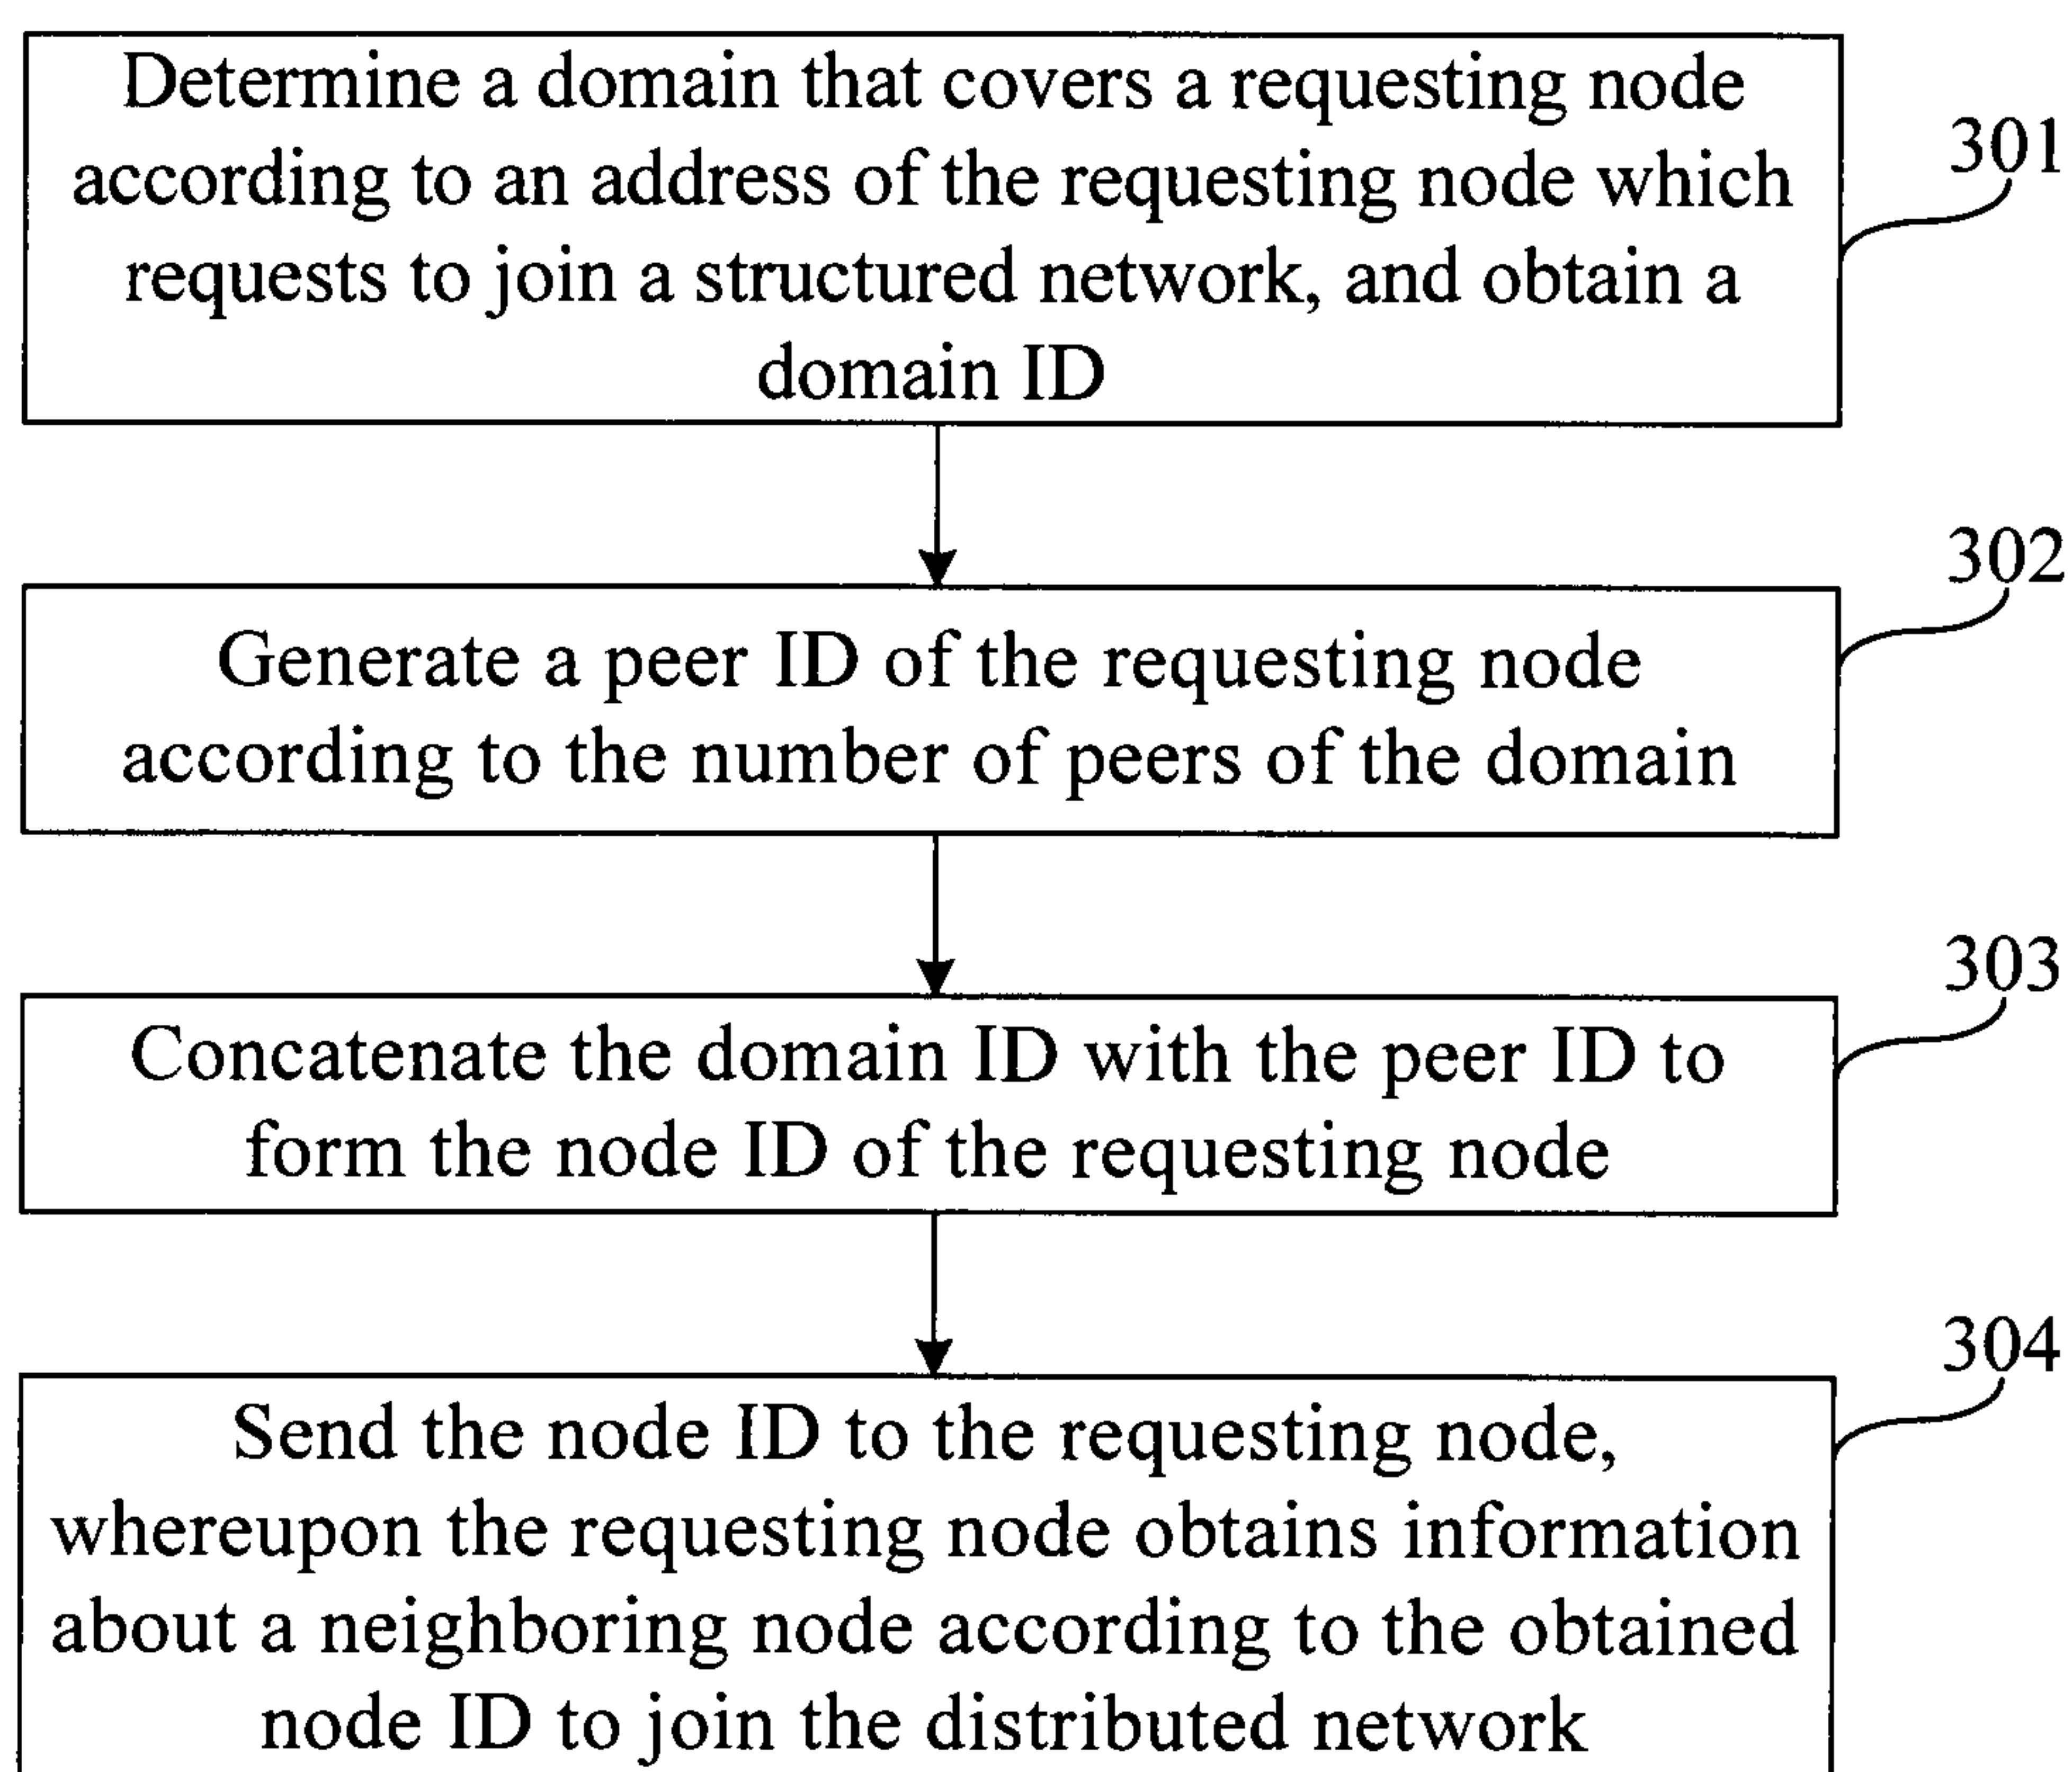 Determine a domain that covers a requesting node
according to an address of the requesting node which
requests to join a structured network, and obtain a
domain ID
301
Generate a peer ID of the requesting node
according to the number of peers of the domain
302
Concatenate the domain ID with the peer ID to
form the node ID of the requesting node
303
Send the node ID to the requesting node,
whereupon the requesting node obtains information
about a neighboring node according to the obtained
node ID to join the distributed network
304